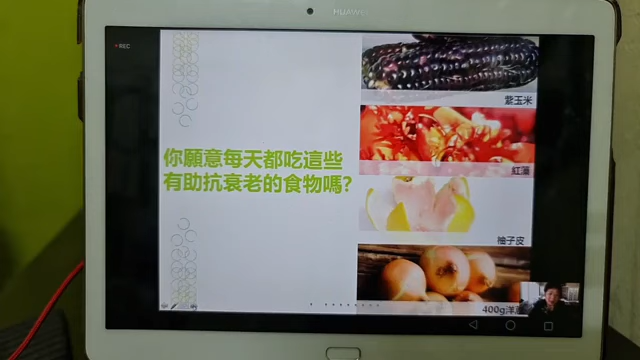 HUAWEI
REC
紫玉米
紅藻
你願意每天都吃這些
有助抗衰老的食物嗎?
柚子皮
400g洋蔥